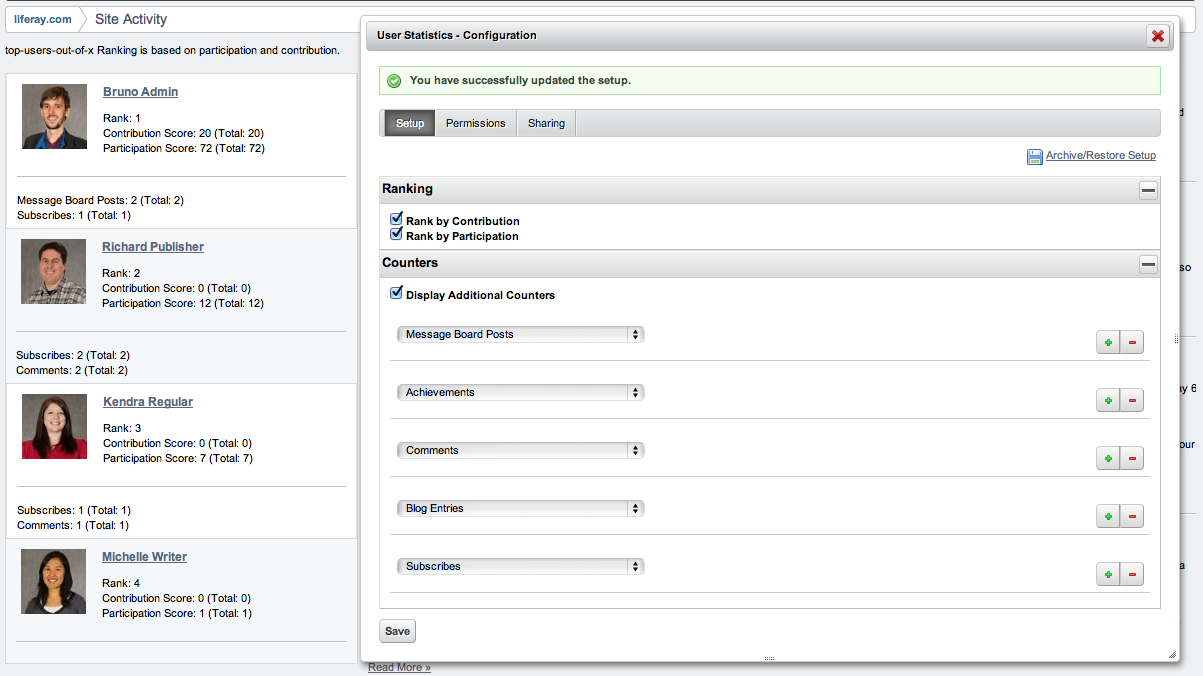 liferay.com
Site Activity
top-users-out-of-x Ranking is based on participation and contribution.
Bruno Admin
Rank: 1
Contribution Score: 20 (Total: 20)
Participation Score: 72 (Total: 72)
Message Board Posts: 2 (Total: 2)
Subscribes: 1 (Total: 1)
Richard Publisher
Rank: 2
Contribution Score: 0 (Total: 0)
Participation Score: 12 (Total: 12)
Subscribes: 2 (Total: 2)
Comments: 2 (Total: 2)
Kendra Regular
Rank: 3
Contribution Score: 0 (Total: 0)
Participation Score: 7 (Total: 7)
Subscribes: 1 (Total: 1)
Comments: 1 (Total: 1)
Michelle Writer
Rank: 4
Contribution Score: 0 (Total: 0)
Participation Score: 1 (Total: 1)
User Statistics - Configuration
You have successfully updated the setup.
Setup
Permissions
Sharing
Archive/Restore Setup
Ranking
Rank by Contribution
Rank by Participation
Counters
Display Additional Counters
Message Board Posts
Achievements
Comments
Blog Entries
Subscribes
Save
Read More »
so
6
our
a